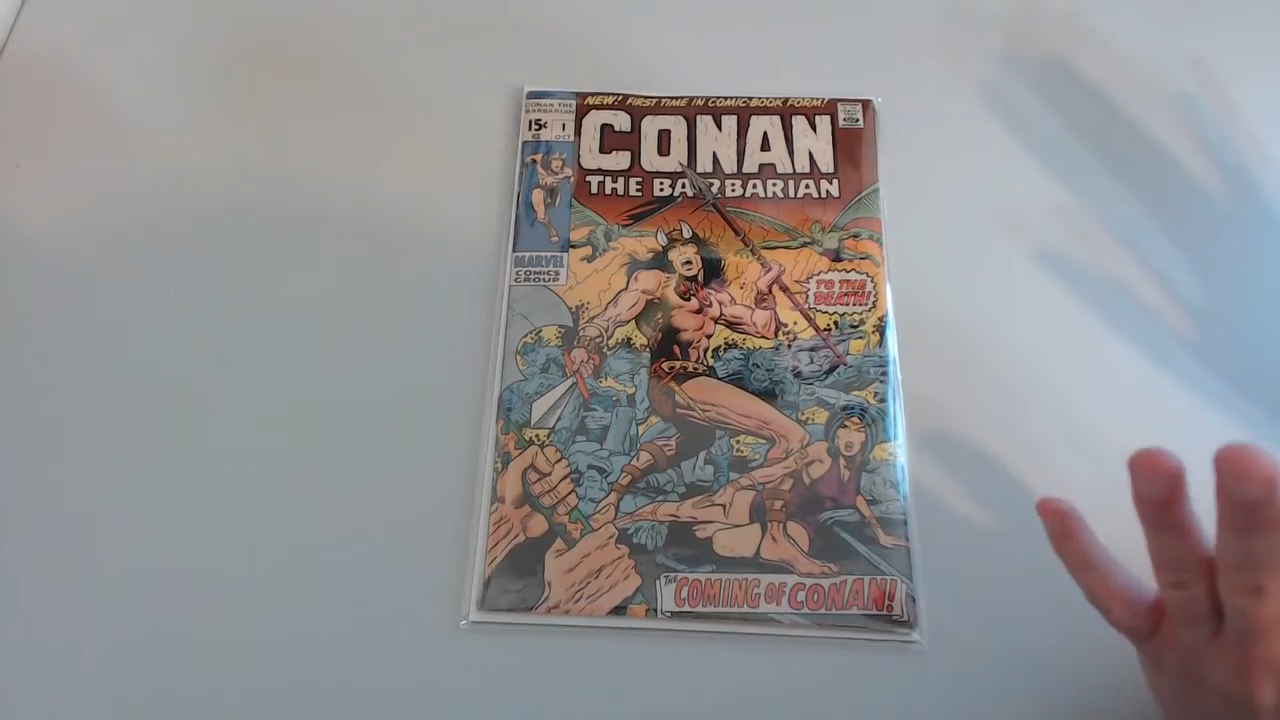 NEW! FIRST TIME IN COMIC-BOOK FORM!
CONAN THE
BARBARIAN
15¢
1
OCT
CONAN
THE BARBARIAN
MARVEL
COMICS
GROUP
TO THE
DEATH!
THE COMING OF CONAN!